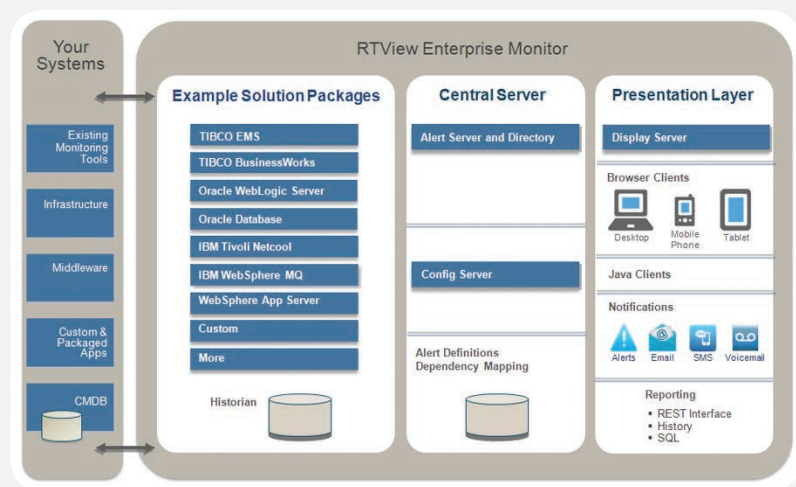 Your
Systems
Existing
Monitoring
Tools
Infrastructure
Middleware
Custom &
Packaged
Apps
CMDB
RTView Enterprise Monitor
Example Solution Packages
TIBCO EMS
TIBCO BusinessWorks
Oracle WebLogic Server
Oracle Database
IBM Tivoli Netcool
IBM WebSphere MQ
WebSphere App Server
Custom
More
Historian
Central Server
Alert Server and Directory
Config Server
Alert Definitions
Dependency Mapping
Presentation Layer
Display Server
Browser Clients
Desktop
Mobile
Phone
Tablet
Java Clients
Notifications
Alerts
Email
SMS
Voicemail
Reporting
▪ REST Interface
▪ History
▪ SQL